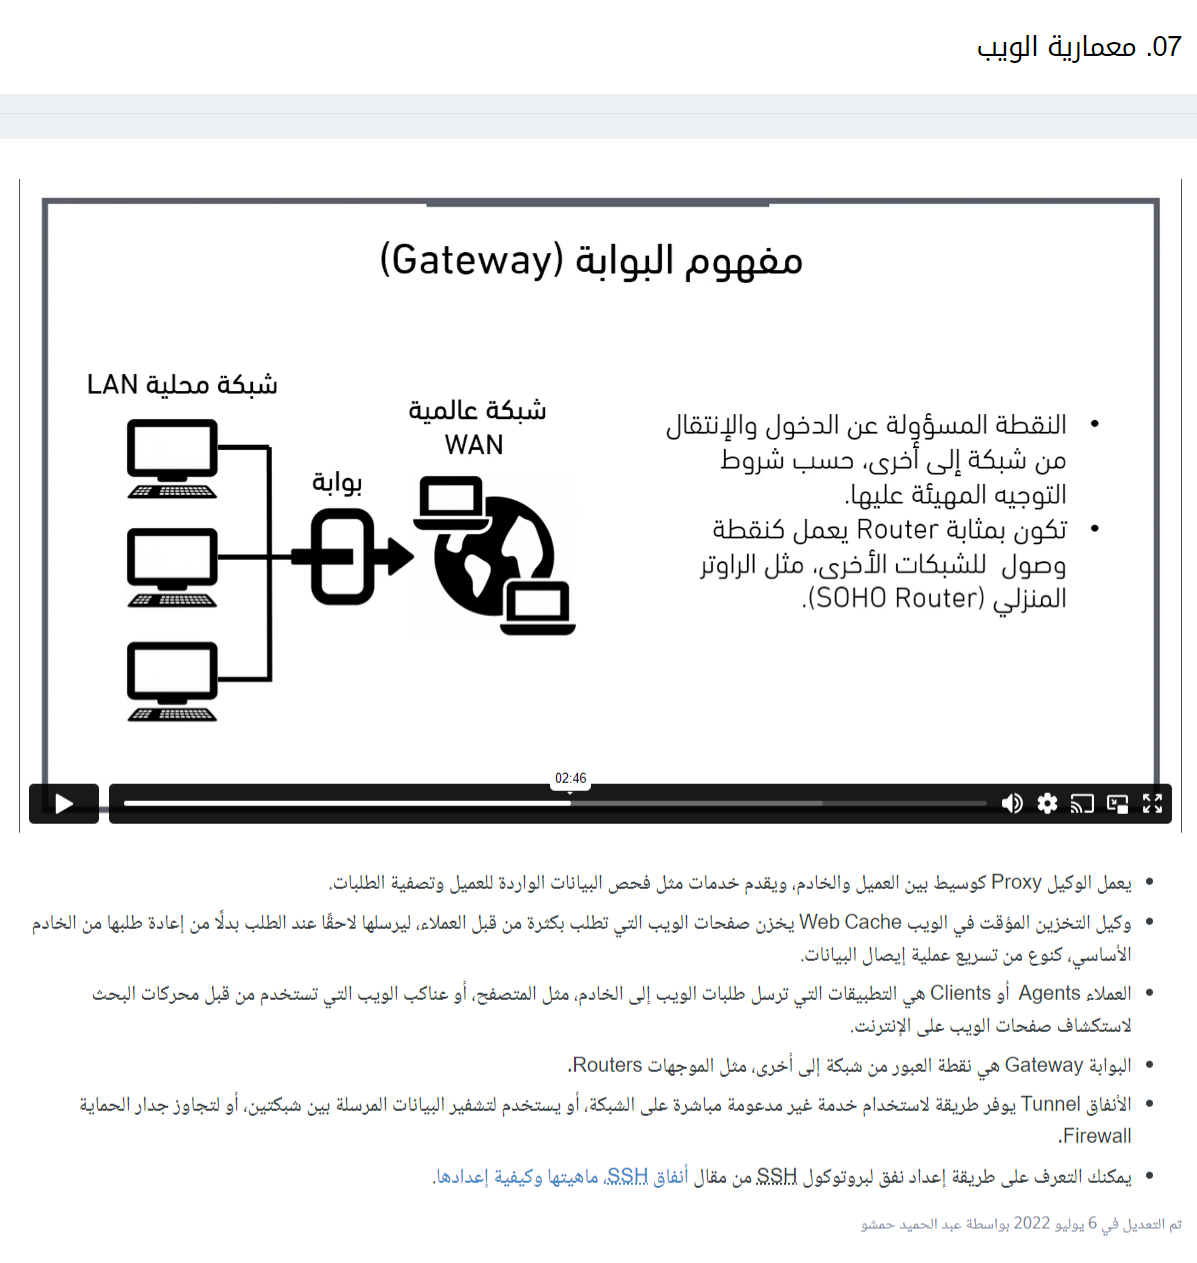 07. معمارية الويب
مفهوم البوابة (Gateway)
النقطة المسؤولة عن الدخول والإنتقال
من شبكة إلى أخرى، حسب شروط
التوجيه المهيئة عليها.
تكون بمثابة Router يعمل كنقطة
وصول للشبكات الأخرى، مثل الراوتر
المنزلي (SOHO Router).
شبكة عالمية
WAN
بوابة
شبكة محلية LAN
02:46
يعمل الوكيل Proxy كوسيط بين العميل والخادم، ويقدم خدمات مثل فحص البيانات الواردة للعميل وتصفية الطلبات.
وكيل التخزين المؤقت في الويب Web Cache يخزن صفحات الويب التي تطلب بكثرة من قبل العملاء، ليرسلها لاحقًا عند الطلب بدلًا من إعادة طلبها من الخادم
الأساسي، كنوع من تسريع عملية إيصال البيانات.
العملاء Agents أو Clients هي التطبيقات التي ترسل طلبات الويب إلى الخادم، مثل المتصفح، أو عناكب الويب التي تستخدم من قبل محركات البحث
لاستكشاف صفحات الويب على الإنترنت.
البوابة Gateway هي نقطة العبور من شبكة إلى أخرى، مثل الموجهات Routers.
الأنفاق Tunnel يوفر طريقة لاستخدام خدمة غير مدعومة مباشرة على الشبكة، أو يستخدم لتشفير البيانات المرسلة بين شبكتين، أو لتجاوز جدار الحماية
Firewall.
يمكنك التعرف على طريقة إعداد نفق لبروتوكول SSH من مقال أنفاق SSH، ماهيتها وكيفية إعدادها.
تم التعديل في 6 يوليو 2022 بواسطة عبد الحميد حمشو